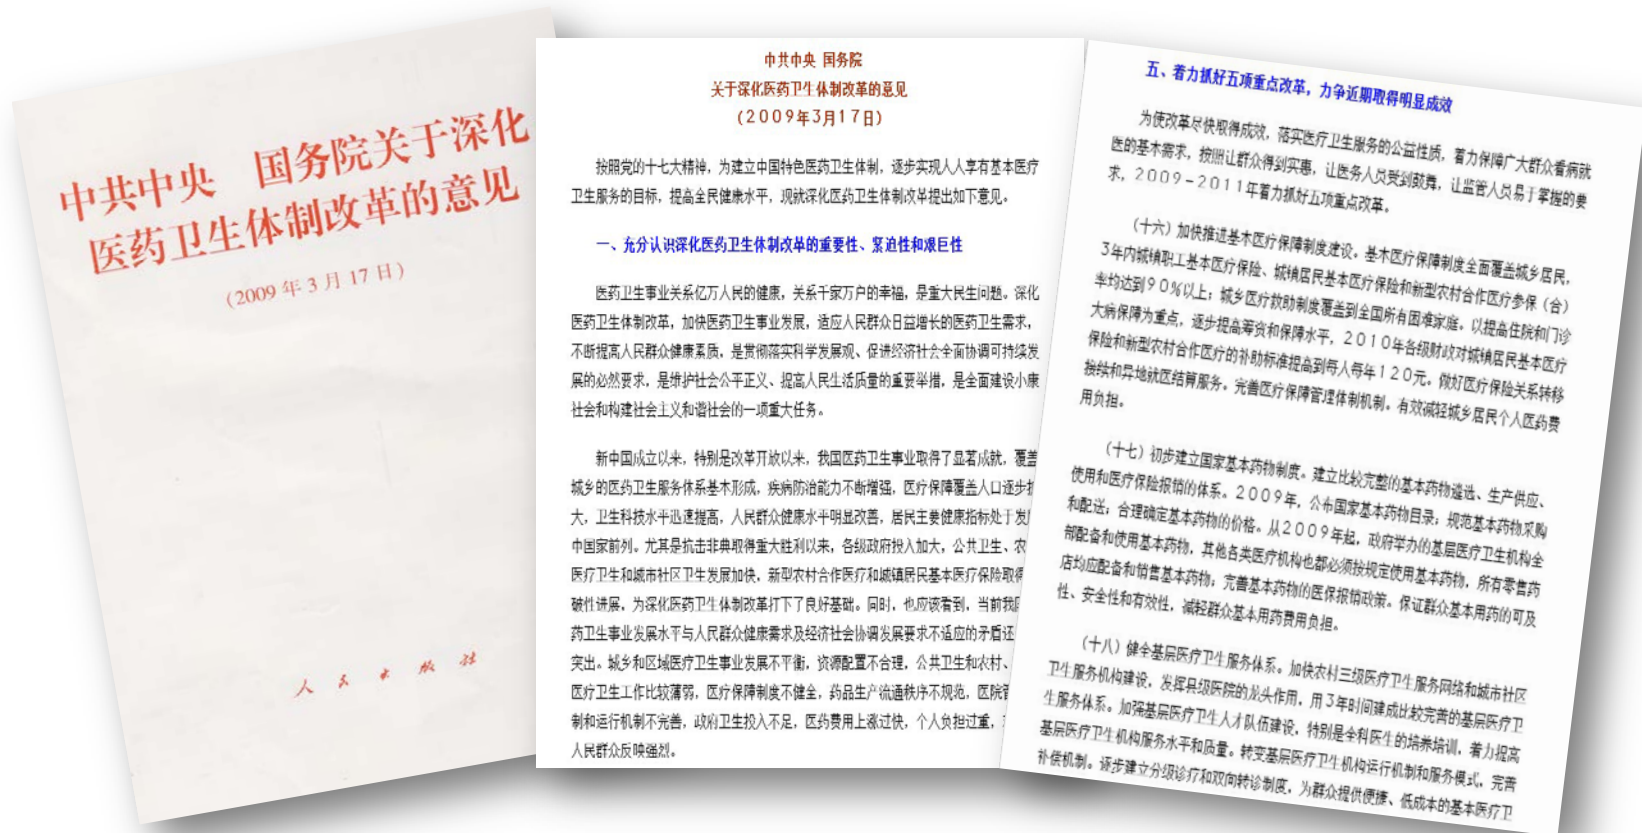 中共中央 国务院关于深化
医药卫生体制改革的意见
(2009年3月17日)
人民出版社
中共中央 国务院
关于深化医药卫生体制改革的意见
(2009年3月17日)
按照党的十七大精神，为建立中国特色医药卫生体制，逐步实现人人享有基本医疗
卫生服务的目标，提高全民健康水平，现就深化医药卫生体制改革提出如下意见。
一、充分认识深化医药卫生体制改革的重要性、紧迫性和艰巨性
医药卫生事业关系亿万人民的健康，关系千家万户的幸福，是重大民生问题。深化
医药卫生体制改革，加快医药卫生事业发展，适应人民群众日益增长的医药卫生需求，
不断提高人民群众健康素质，是贯彻落实科学发展观、促进经济社会全面协调可持续发
展的必然要求，是维护社会公平正义、提高人民生活质量的重要举措，是全面建设小康
社会和构建社会主义和谐社会的一项重大任务。
新中国成立以来，特别是改革开放以来，我国医药卫生事业取得了显著成就，覆盖
城乡的医药卫生服务体系基本形成，疾病防治能力不断增强，医疗保障覆盖人口逐步扩
大，卫生科技水平迅速提高，人民群众健康水平明显改善，居民主要健康指标处于发展
中国家前列。尤其是抗击非典取得重大胜利以来，各级政府投入加大，公共卫生、农
医疗卫生和城市社区卫生发展加快，新型农村合作医疗和城镇居民基本医疗保险取得
破性进展，为深化医药卫生体制改革打下了良好基础。同时，也应该看到，当前我国
药卫生事业发展水平与人民群众健康需求及经济社会协调发展要求不适应的矛盾还
突出。城乡和区域医疗卫生事业发展不平衡，资源配置不合理，公共卫生和农村、
医疗卫生工作比较薄弱，医疗保障制度不健全，药品生产流通秩序不规范，医院管
制和运行机制不完善，政府卫生投入不足，医药费用上涨过快，个人负担过重，
人民群众反映强烈。
五、着力抓好五项重点改革，力争近期取得明显成效
为使改革尽快取得成效，落实医疗卫生服务的公益性质，着力保障广大群众看病就
医的基本需求，按照让群众得到实惠，让医务人员受到鼓舞，让监管人员易于掌握的要
求，2009-2011年着力抓好五项重点改革。
(十六)加快推进基本医疗保障制度建设。基本医疗保障制度全面覆盖城乡居民，
3年内城镇职工基本医疗保险、城镇居民基本医疗保险和新型农村合作医疗参保(合)
率均达到90%以上；城乡医疗救助制度覆盖到全国所有困难家庭。以提高住院和门诊
大病保障为重点，逐步提高筹资和保障水平，2010年各级财政对城镇居民基本医疗
保险和新型农村合作医疗的补助标准提高到每人每年120元。做好医疗保险关系转移
接续和异地就医结算服务。完善医疗保障管理体制机制。有效减轻城乡居民个人医药费
用负担。
(十七)初步建立国家基本药物制度。建立比较完整的基本药物遴选、生产供应、
使用和医疗保险报销的体系。2009年，公布国家基本药物目录；规范基本药物采购
和配送；合理确定基本药物的价格。从2009年起，政府举办的基层医疗卫生机构全
部配备和使用基本药物，其他各类医疗机构也都必须按规定使用基本药物，所有零售药
店均应配备和销售基本药物；完善基本药物的医保报销政策。保证群众基本用药的可及
性、安全性和有效性，减轻群众基本用药费用负担。
(十八)健全基层医疗卫生服务体系。加快农村三级医疗卫生服务网络和城市社区
卫生服务机构建设，发挥县级医院的龙头作用，用3年时间建成比较完善的基层医疗卫
生服务体系。加强基层医疗卫生人才队伍建设，特别是全科医生的培养培训，着力提高
基层医疗卫生机构服务水平和质量。转变基层医疗卫生机构运行机制和服务模式，完善
补偿机制。逐步建立分级诊疗和双向转诊制度，为群众提供便捷、低成本的基本医疗卫